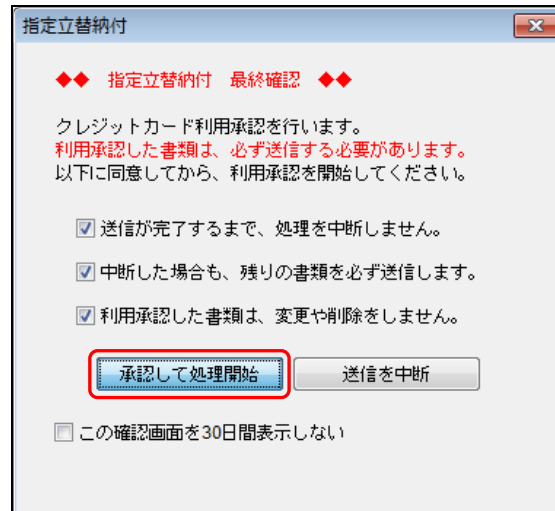 指定立替納付
◆◆ 指定立替納付 最終確認 ◆◆
クレジットカード利用承認を行います。
利用承認した書類は、必ず送信する必要があります。
以下に同意してから、利用承認を開始してください。
送信が完了するまで、処理を中断しません。
中断した場合も、残りの書類を必ず送信します。
利用承認した書類は、変更や削除をしません。
承認して処理開始 送信を中断
この確認画面を30日間表示しない